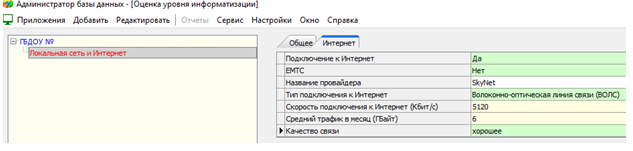 Администратор базы данных - [Оценка уровня информатизации]
Приложения Добавить Редактировать Отчеты Сервис Настройки Окно Справка
ГБДОУ №
Локальная сеть и Интернет
Общее Интернет
Подключение к Интернет Да
ЕМТС Нет
Название провайдера SkyNet
Тип подключения к Интернет Волоконно-оптическая линия связи (ВОЛС)
Скорость подключения к Интернет (Кбит/с) 5120
Средний трафик в месяц (ГБайт) 6
Качество связи хорошее